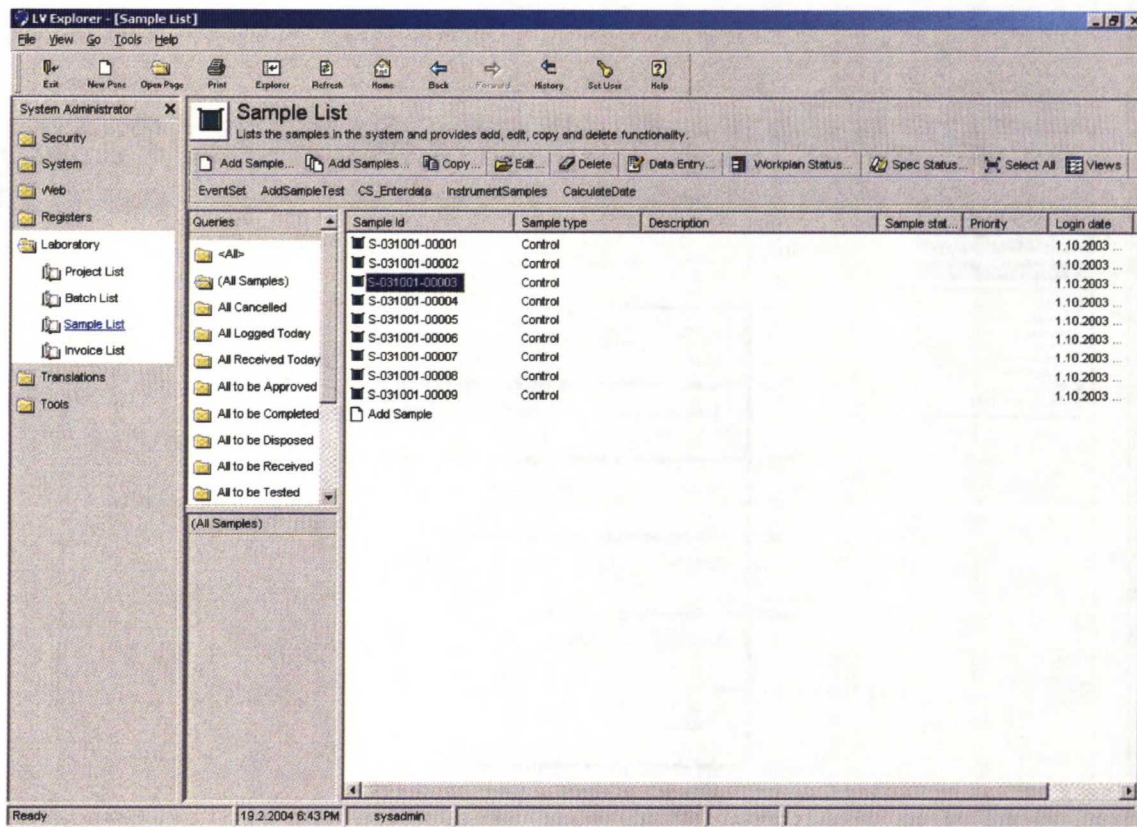 LV Explorer - [Sample List]
File View Go Tools Help
Exit New Pane Open Page Print Explorer Refresh Home Back Forward History Set User Help
System Administrator
Security
System
Web
Registers
Laboratory
Project List
Batch List
Sample List
Invoice List
Translations
Tools
Sample List
Lists the samples in the system and provides add, edit, copy and delete functionality.
Add Sample... Add Samples... Copy... Edit... Delete Data Entry... Workplan Status... Spec Status... Select All Views
EventSet AddSampleTest CS_Enterdata InstrumentSamples CalculateDate
Queries
<All>
(All Samples)
All Cancelled
All Logged Today
All Received Today
All to be Approved
All to be Completed
All to be Disposed
All to be Received
All to be Tested
(All Samples)
Sample Id Sample type Description Sample stat... Priority Login date
S-031001-00001 Control 1.10.2003 ...
S-031001-00002 Control 1.10.2003 ...
S-031001-00003 Control 1.10.2003 ...
S-031001-00004 Control 1.10.2003 ...
S-031001-00005 Control 1.10.2003 ...
S-031001-00006 Control 1.10.2003 ...
S-031001-00007 Control 1.10.2003 ...
S-031001-00008 Control 1.10.2003 ...
S-031001-00009 Control 1.10.2003 ...
Add Sample
Ready 19.2.2004 6:43 PM sysadmin